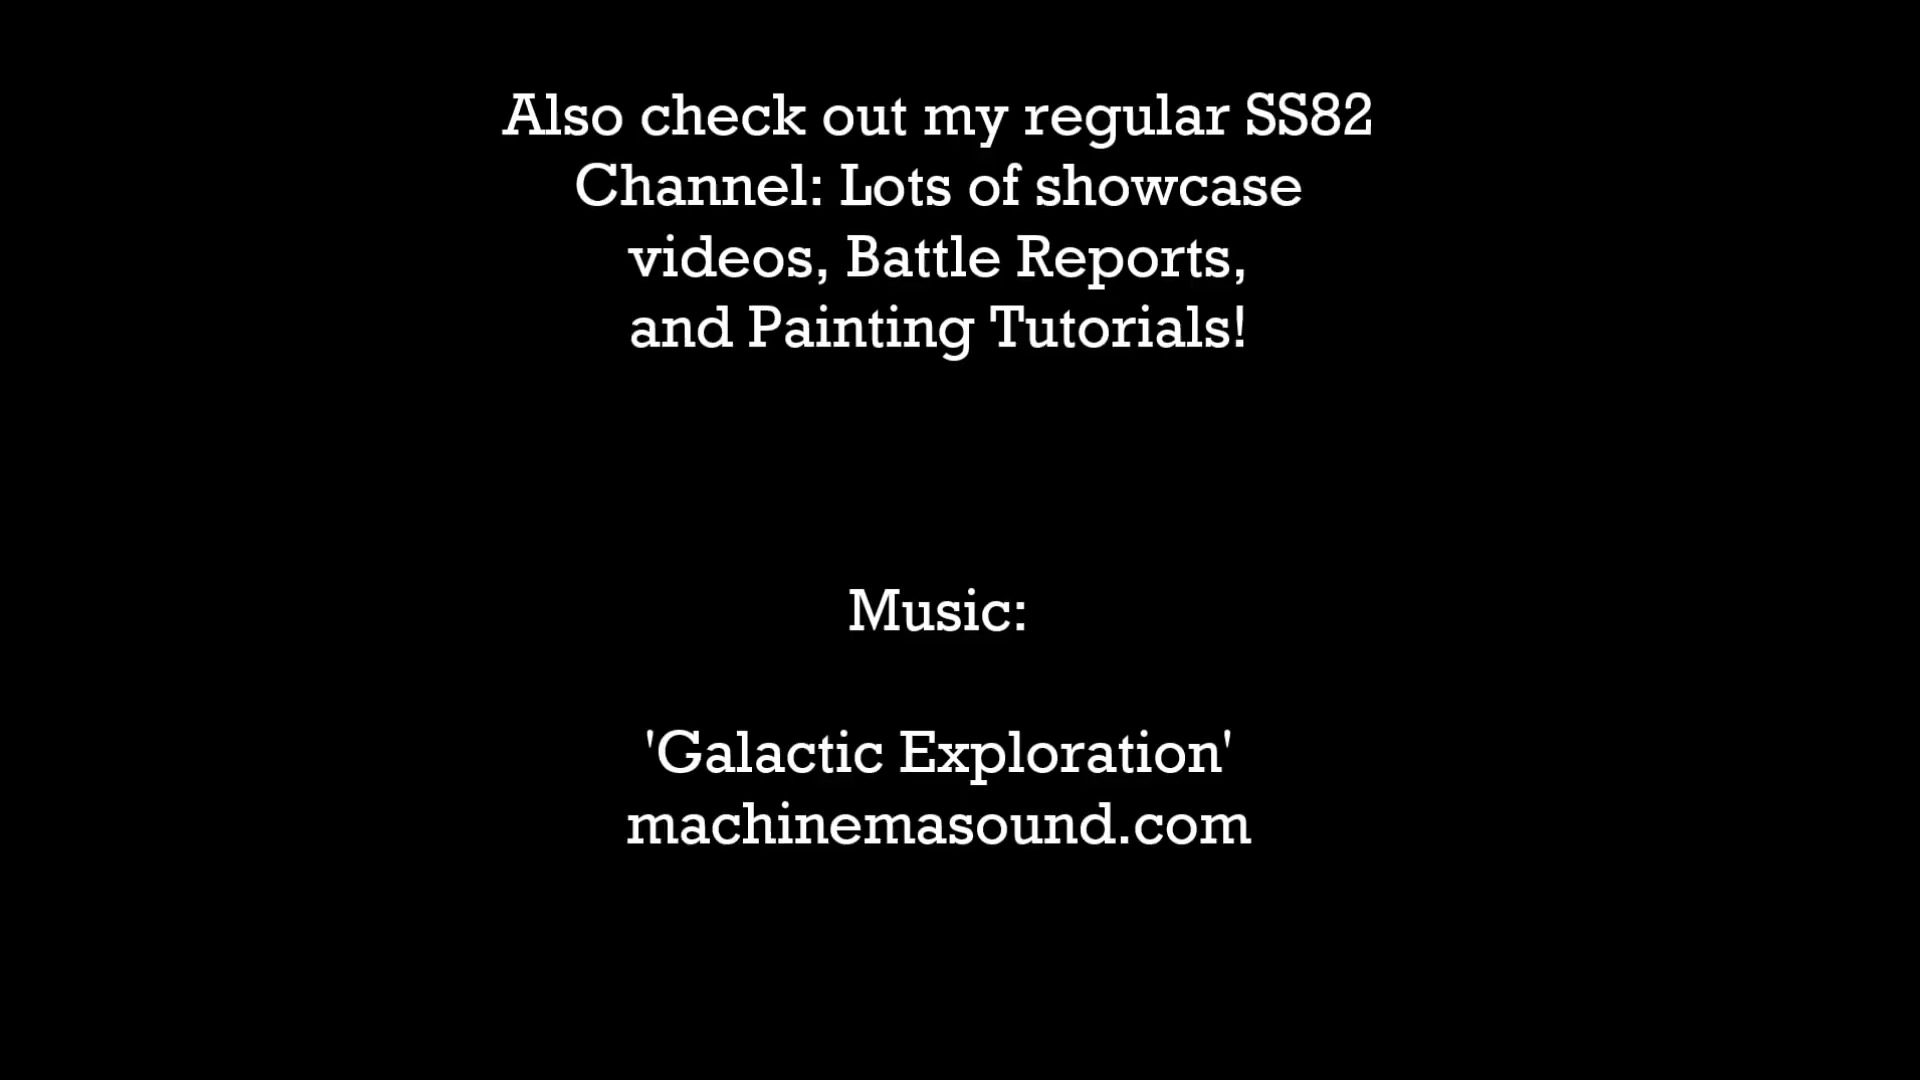 Also check out my regular SS82
Channel: Lots of showcase
videos, Battle Reports,
and Painting Tutorials!
Music:
'Galactic Exploration'
machinemasound.com